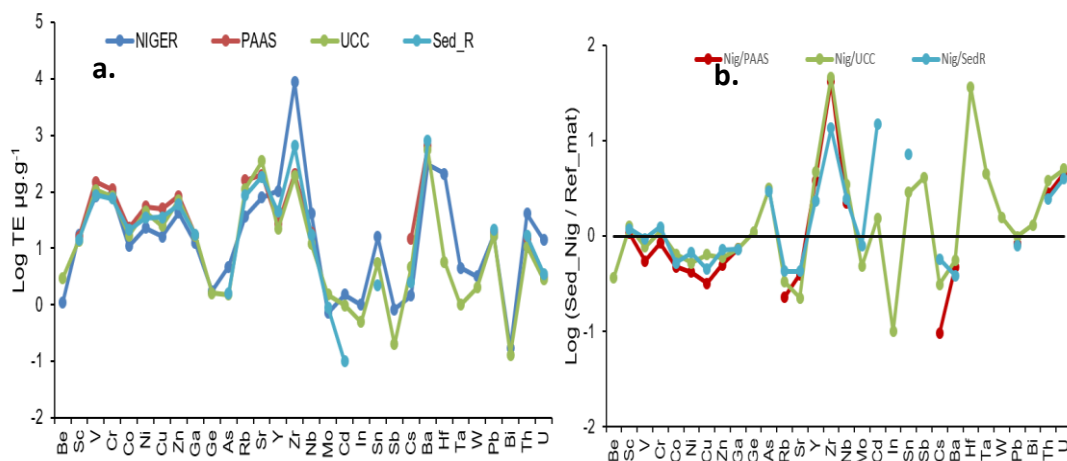 5
4
3
2
1
0
-1
-2
Log TE µg.g⁻¹
NIGER PAAS UCC Sed_R
a.
Be Sc V Cr Co Ni Cu Zn Ga Ge As Rb Sr Y Zr Nb Mo Cd In Sn Sb Cs Ba Hf Ta W Pb Bi Th U
2
1
0
-1
-2
Log (Sed_Nig / Ref_mat)
Nig/PAAS Nig/UCC Nig/SedR
b.
Be Sc V Cr Co Ni Cu Zn Ga Ge As Rb Sr Y Zr Nb Mo Cd In Sn Sb Cs Ba Hf Ta W Pb Bi Th U